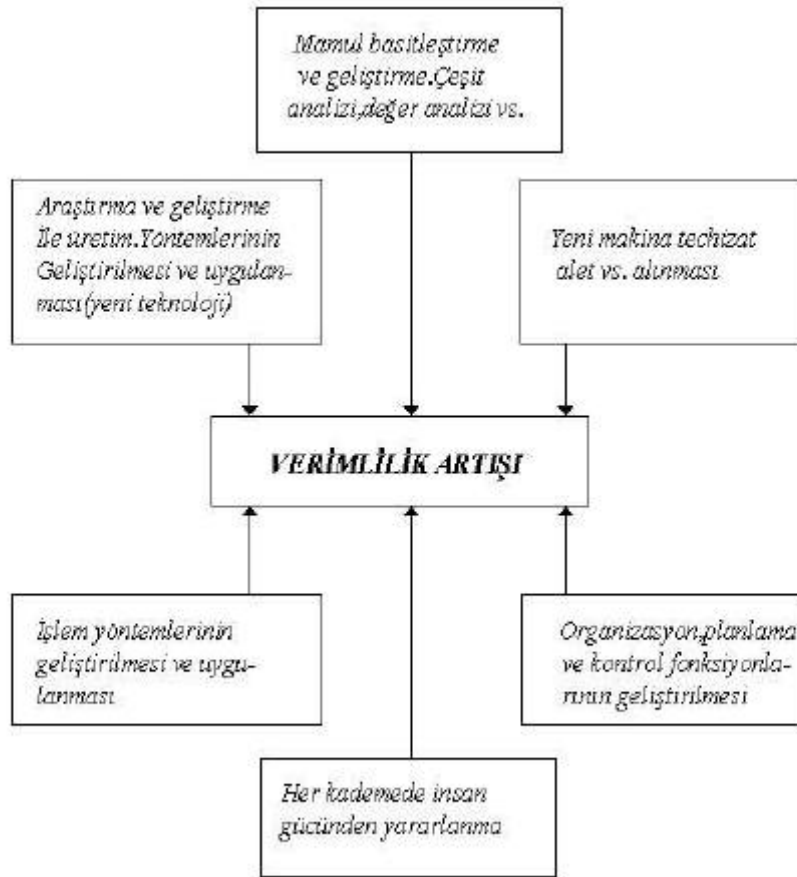 Mamul basitleştirme
ve geliştirme.Çeşit
analizi,değer analizi vs.
Araştırma ve geliştirme
İle üretim.Yöntemlerinin
Geliştirilmesi ve uygulan-
ması(yeni teknoloji)
Yeni makina techizat
alet vs. alınması
VERİMLİLİK ARTIŞI
İşlem yöntemlerinin
geliştirilmesi ve uygu-
lanması
Organizasyon,planlama
ve kontrol fonksiyonla-
rının geliştirilmesi
Her kademede insan
gücünden yararlanma